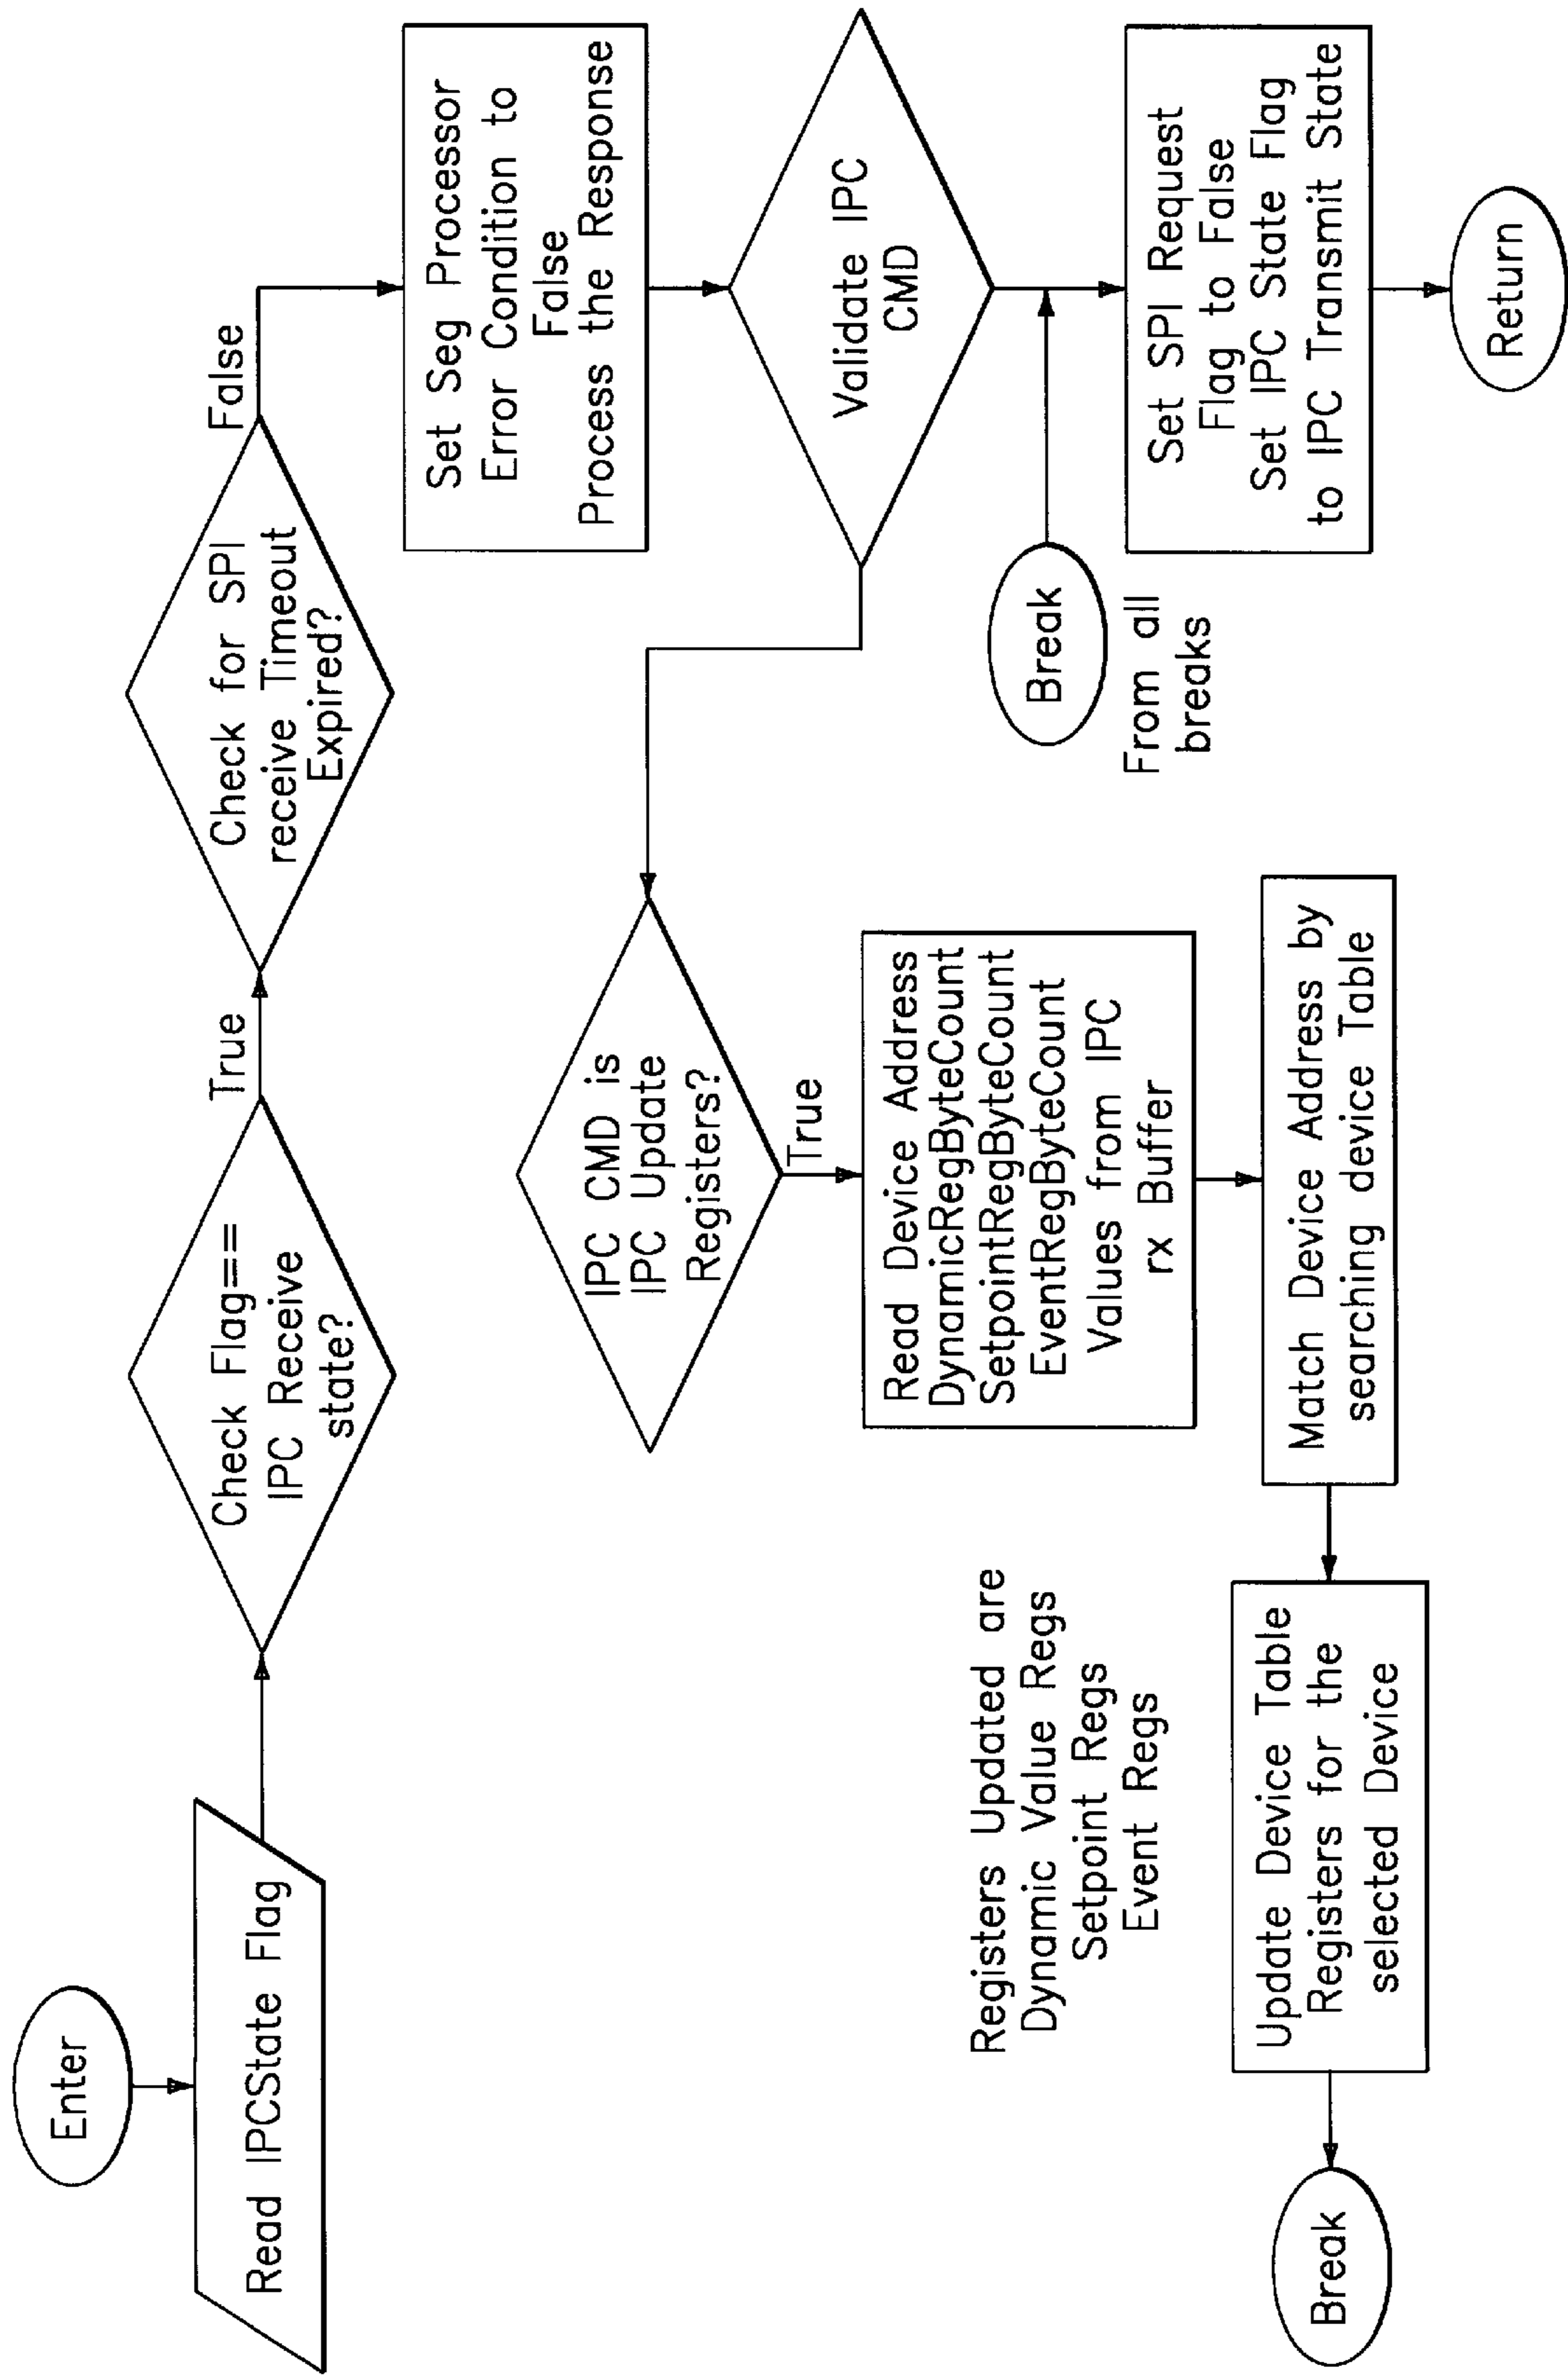 Enter
Read IPCState Flag
Check Flag==
IPC Receive
state?
True
Check for SPI
receive Timeout
Expired?
False
Set Seg Processor
Error Condition to
False
Process the Response
Validate IPC
CMD
IPC CMD is
IPC Update
Registers?
True
Read Device Address
DynamicRegByteCount
SetpointRegByteCount
EventRegByteCount
Values from IPC
rx Buffer
Match Device Address by
searching device Table
Registers Updated are
Dynamic Value Regs
Setpoint Regs
Event Regs
Update Device Table
Registers for the
selected Device
Break
Break
From all
breaks
Set SPI Request
Flag to False
Set IPC State Flag
to IPC Transmit State
Return